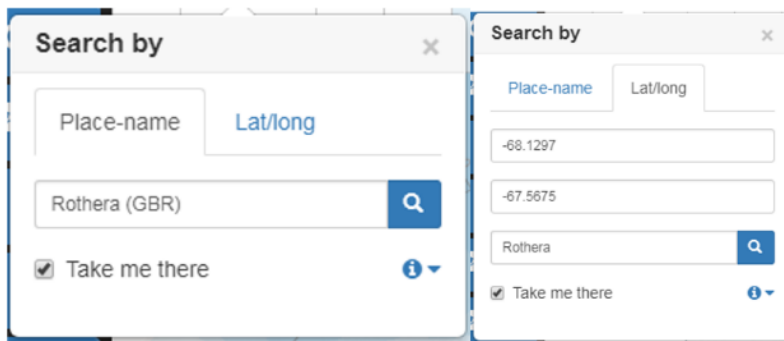 Search by
Place-name
Lat/long
Rothera (GBR)
Take me there
Search by
Place-name
Lat/long
-68.1297
-67.5675
Rothera
Take me there